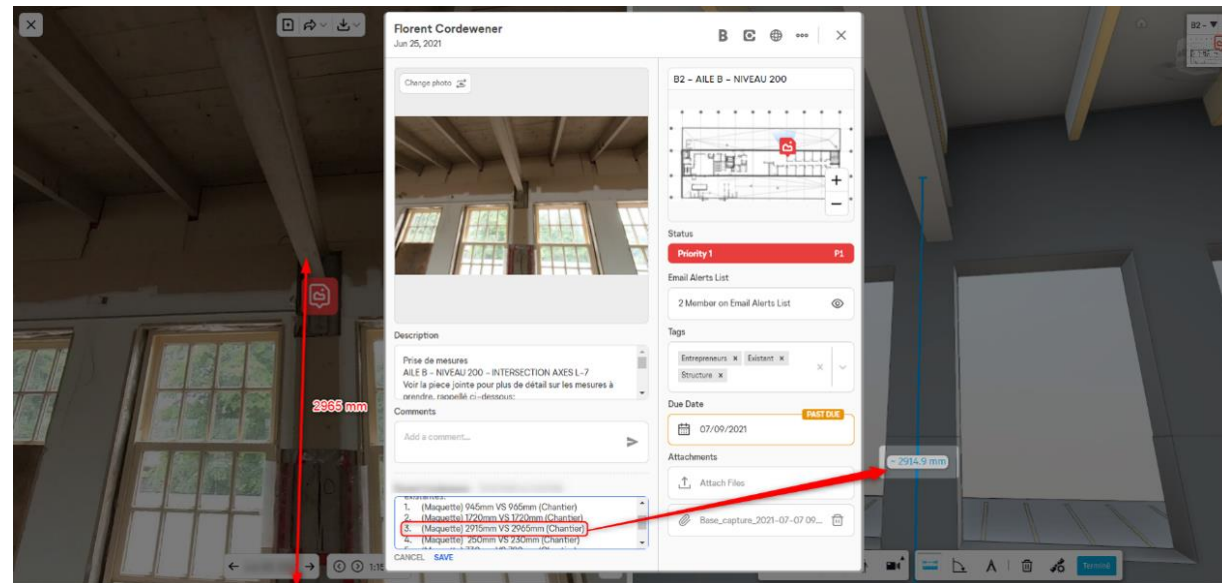 Florent Cordewener
Jun 25, 2021
B
C
B2 -
Change photo
B2 - AILE B - NIVEAU 200
+
−
Status
Priority 1 P1
Email Alerts List
2 Member on Email Alerts List
Description
Prise de mesures
AILE B - NIVEAU 200 - INTERSECTION AXES L-7
Voir la piece jointe pour plus de détail sur les mesures à
prendre, rappellé ci-dessous:
Tags
Entrepreneurs x Existant x
Structure x
2965 mm
Comments
Add a comment...
Due Date
PAST DUE
07/09/2021
Attachments
Attach Files
Base_capture_2021-07-07 09...
~ 2914.9 mm
existantes:
1. (Maquette) 945mm VS 965mm (Chantier)
2. (Maquette) 1720mm VS 1720mm (Chantier)
3. (Maquette) 2915mm VS 2965mm (Chantier)
4. (Maquette) 250mm VS 230mm (Chantier)
CANCEL SAVE
Terminé